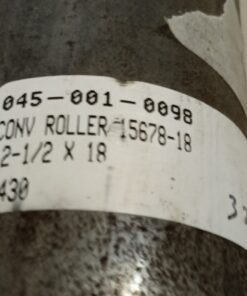 045-001-0098
CONV ROLLER 15678-18
2-1/2 X 18
430